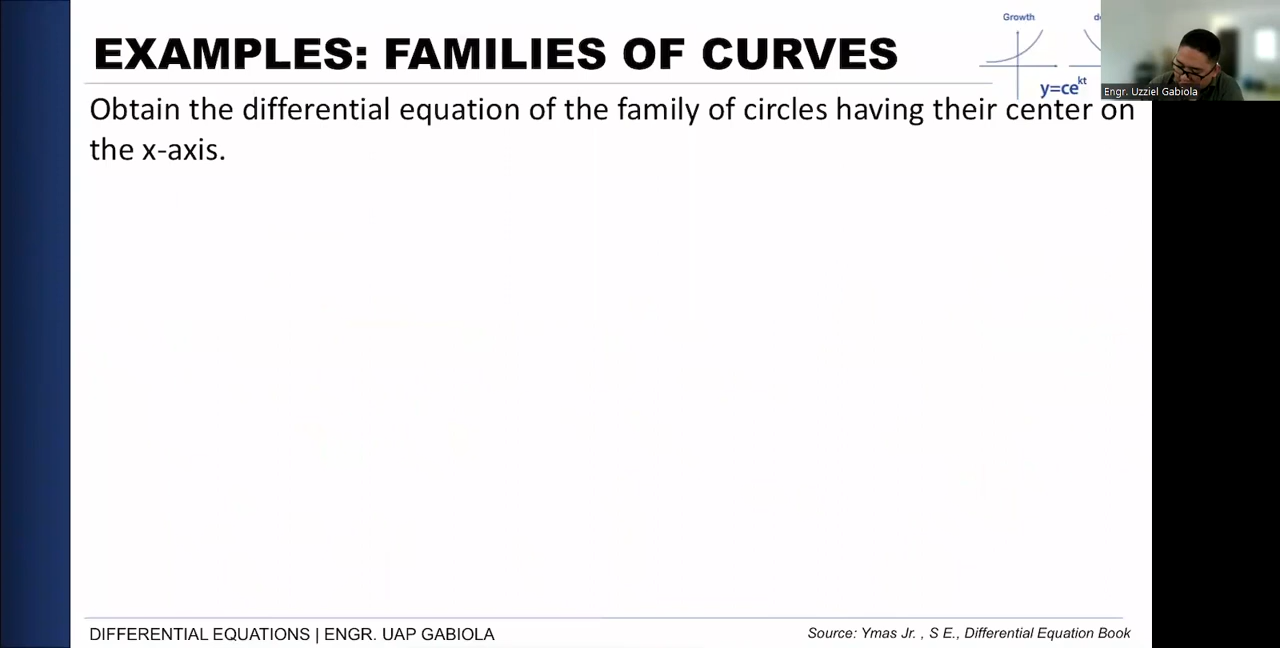 EXAMPLES: FAMILIES OF CURVES
Growth
y=ce^kt
Engr. Uzziel Gabiola
Obtain the differential equation of the family of circles having their center on
the x-axis.
DIFFERENTIAL EQUATIONS | ENGR. UAP GABIOLA
Source: Ymas Jr. , S E., Differential Equation Book